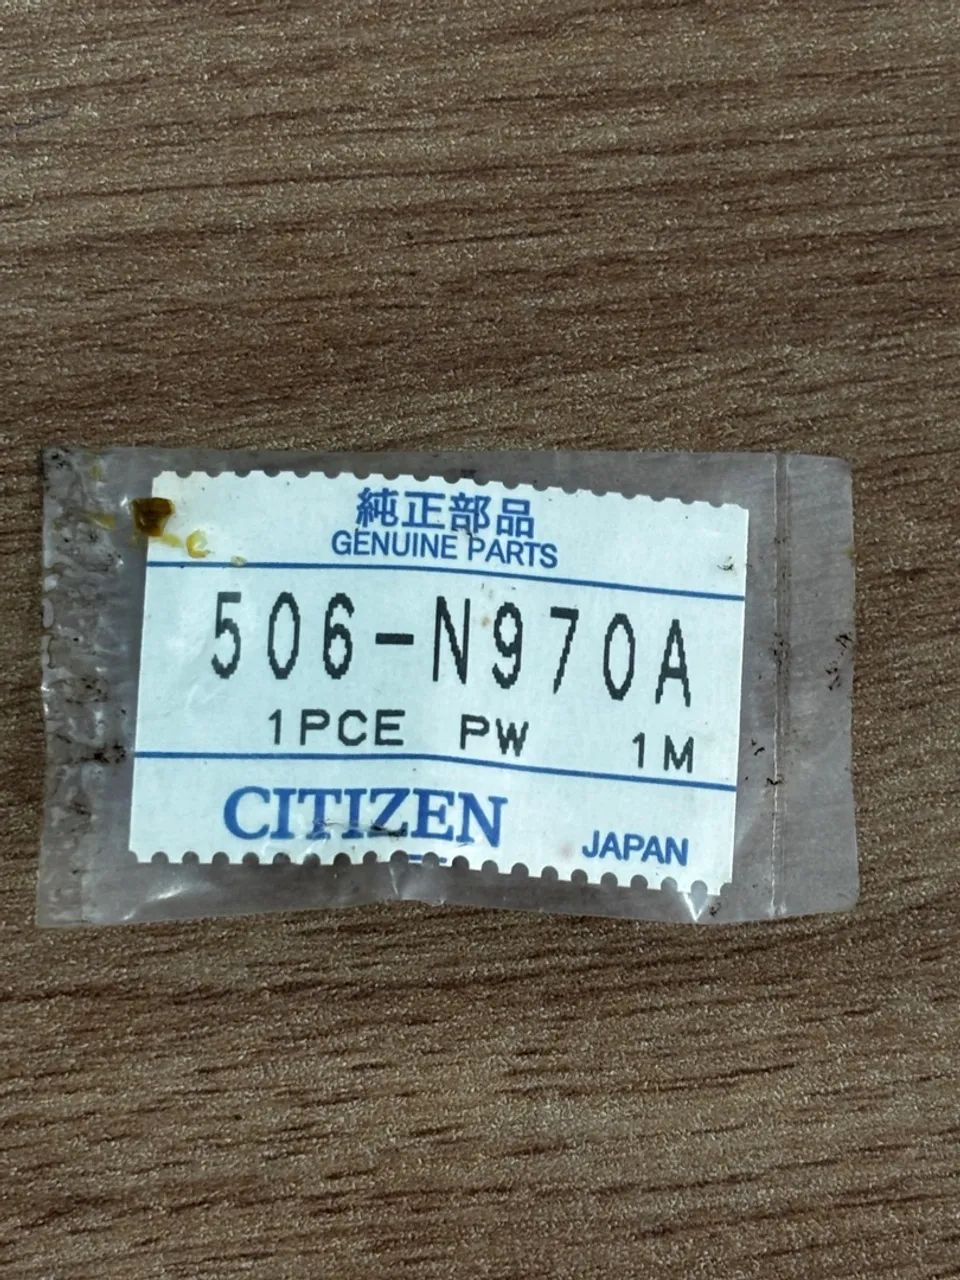 純正部品
GENUINE PARTS
506-N970A
1PCE PW 1M
CITIZEN
JAPAN